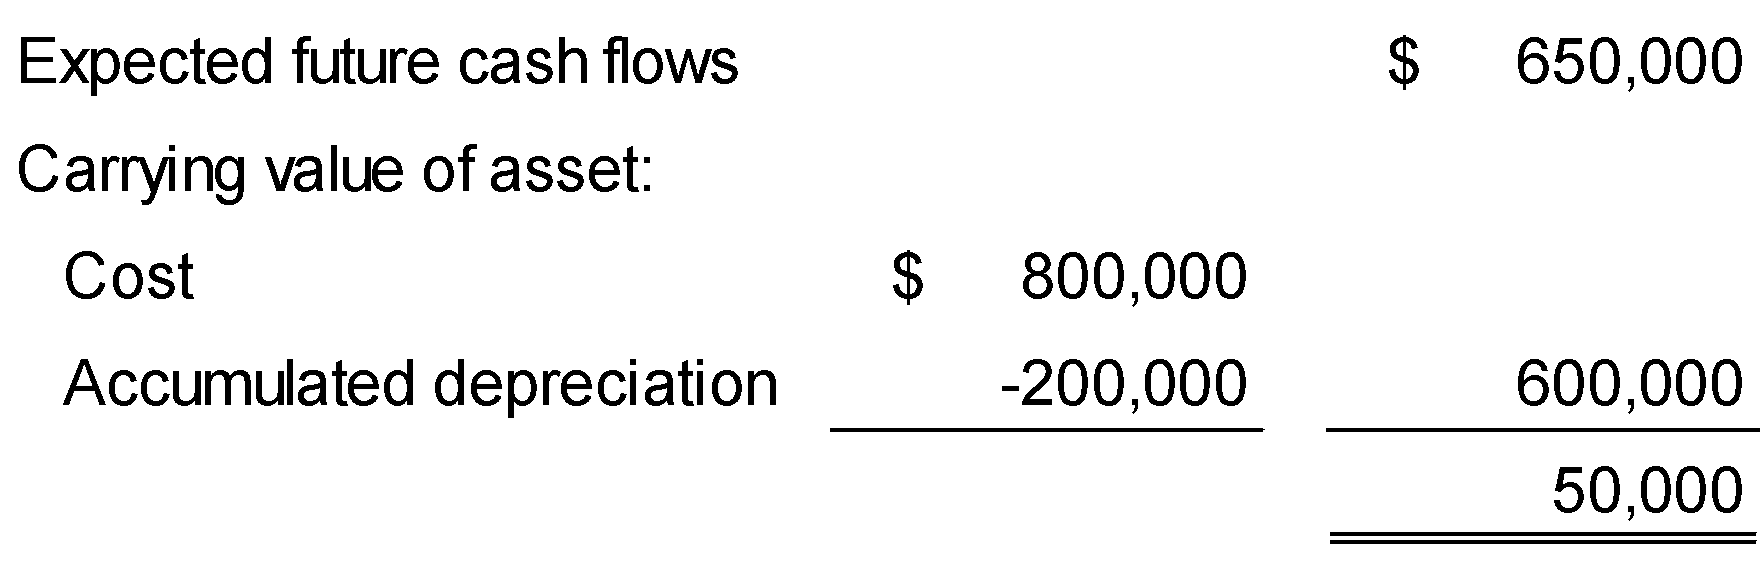 Expected future cash flows $ 650,000
Carrying value of asset:
Cost $ 800,000
Accumulated depreciation -200,000 600,000
50,000